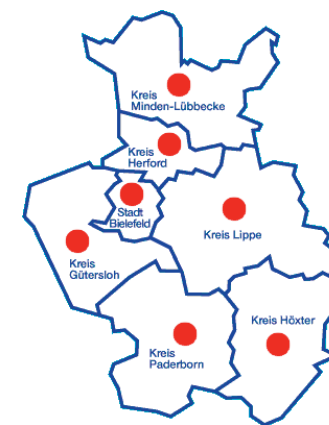 Kreis
Minden-Lübbecke
Kreis
Herford
Stadt
Bielefeld
Kreis Lippe
Kreis
Gütersloh
Kreis Höxter
Kreis
Paderborn